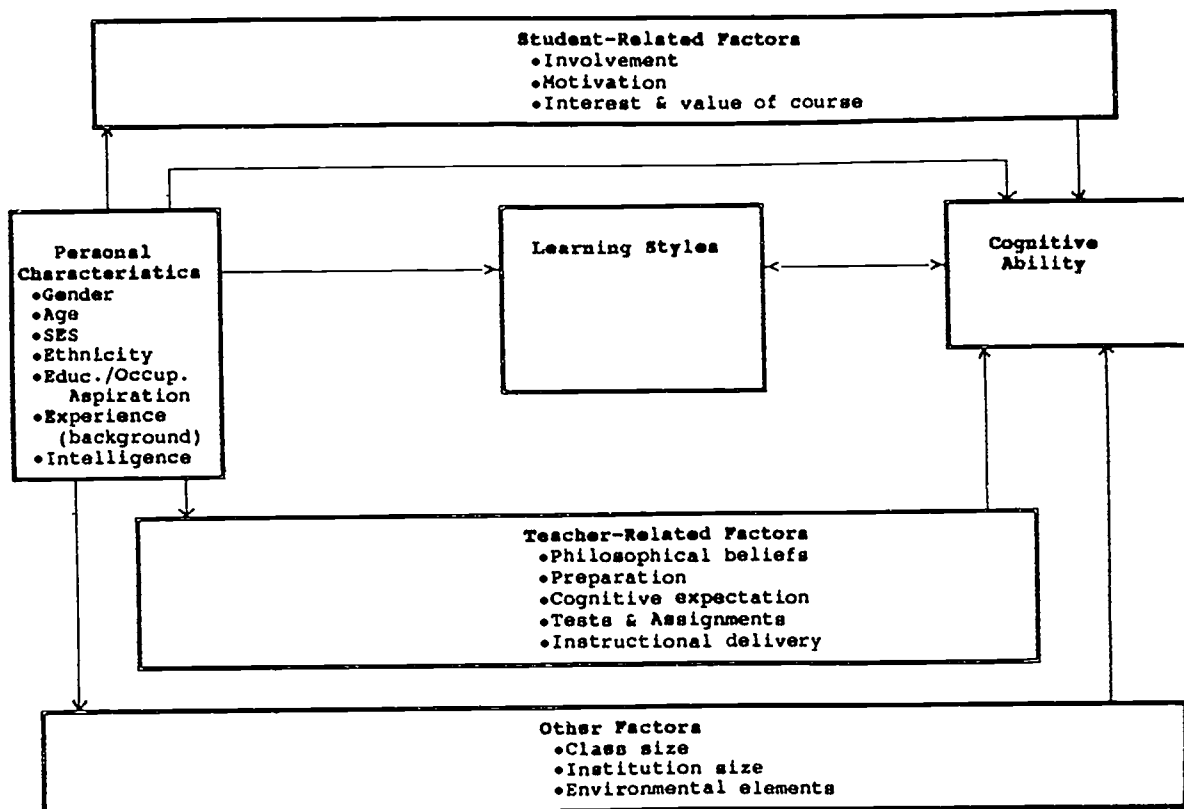 Student-Related Factors
•Involvement
•Motivation
•Interest & value of course
Personal
Characteristics
•Gender
•Age
•SES
•Ethnicity
•Educ./Occup.
Aspiration
•Experience
(background)
•Intelligence
Learning Styles
Cognitive
Ability
Teacher-Related Factors
•Philosophical beliefs
•Preparation
•Cognitive expectation
•Tests & Assignments
•Instructional delivery
Other Factors
•Class size
•Institution size
•Environmental elements